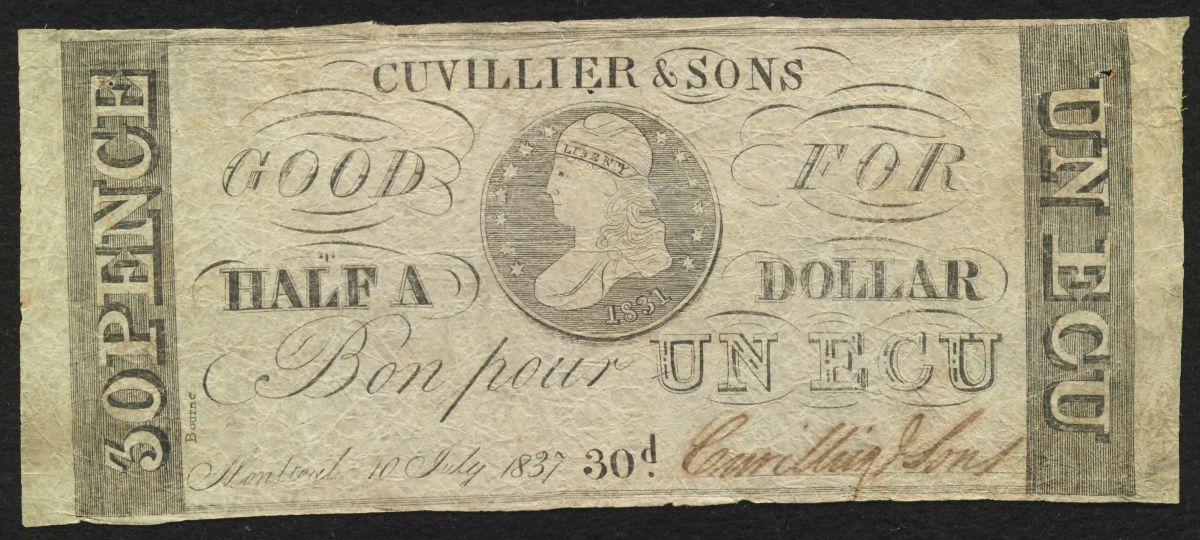 CUVILLIER & SONS
GOOD FOR
LIBERTY
HALF A DOLLAR
1831
Bon pour UN ECU
Montreal 10 July 1837 30d. Cuvillier & Sons
30 PENCE
UN ECU
Bourne